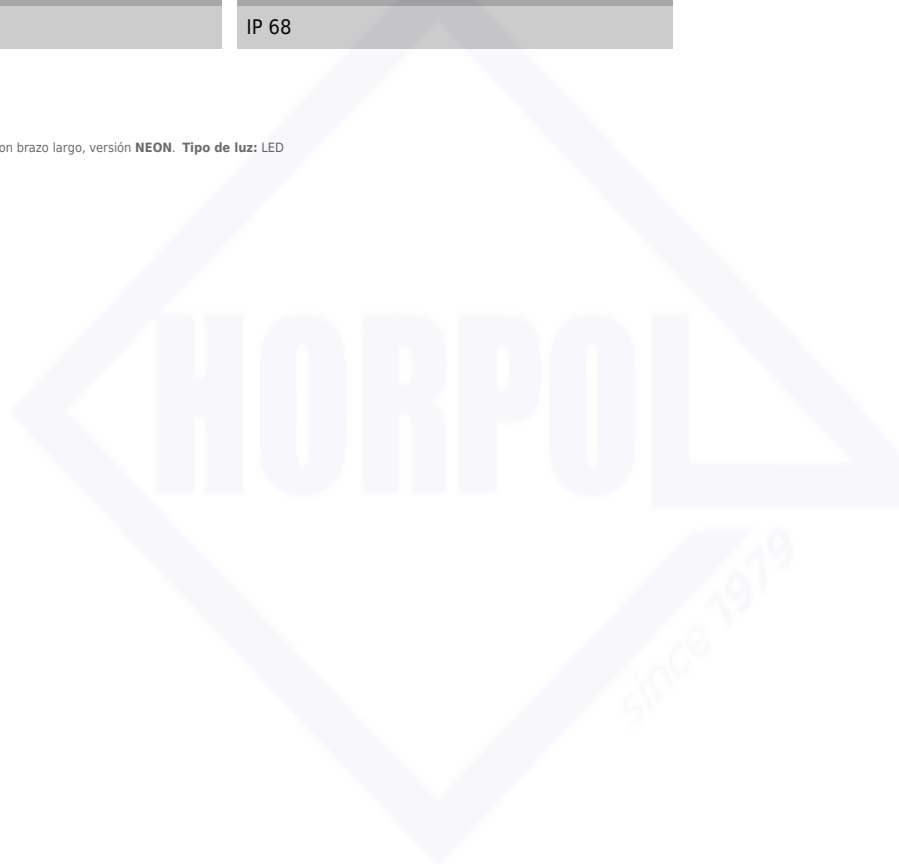 IP 68
on brazo largo, versión NEON. Tipo de luz: LED
HORPOL
since 1979